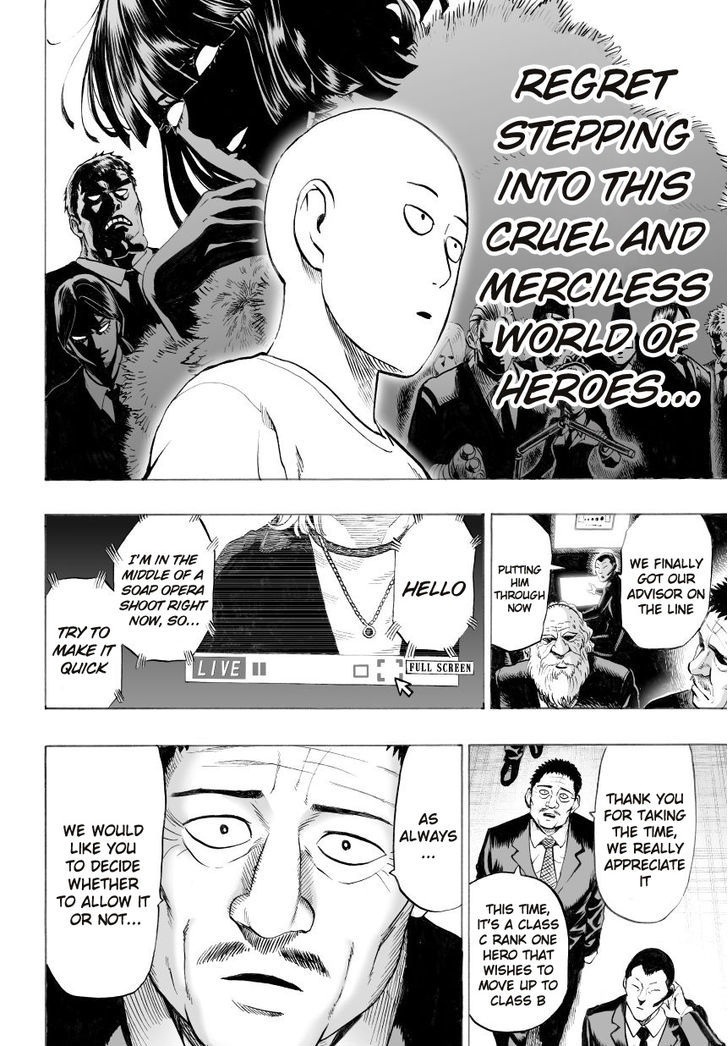 REGRET
STEPPING
INTO THIS
CRUEL AND
MERCILESS
WORLD OF
HEROES...
WE FINALLY
GOT OUR
ADVISOR ON
THE LINE
PUTTING
HIM
THROUGH
NOW
HELLO
I'M IN THE
MIDDLE OF A
SOAP OPERA
SHOOT RIGHT
NOW, SO...
TRY TO
MAKE IT
QUICK
LIVE
FULL SCREEN
THANK YOU
FOR TAKING
THE TIME,
WE REALLY
APPRECIATE
IT
THIS TIME,
IT'S A CLASS
C RANK ONE
HERO THAT
WISHES TO
MOVE UP TO
CLASS B
AS
ALWAYS
...
WE WOULD
LIKE YOU
TO DECIDE
WHETHER
TO ALLOW IT
OR NOT...